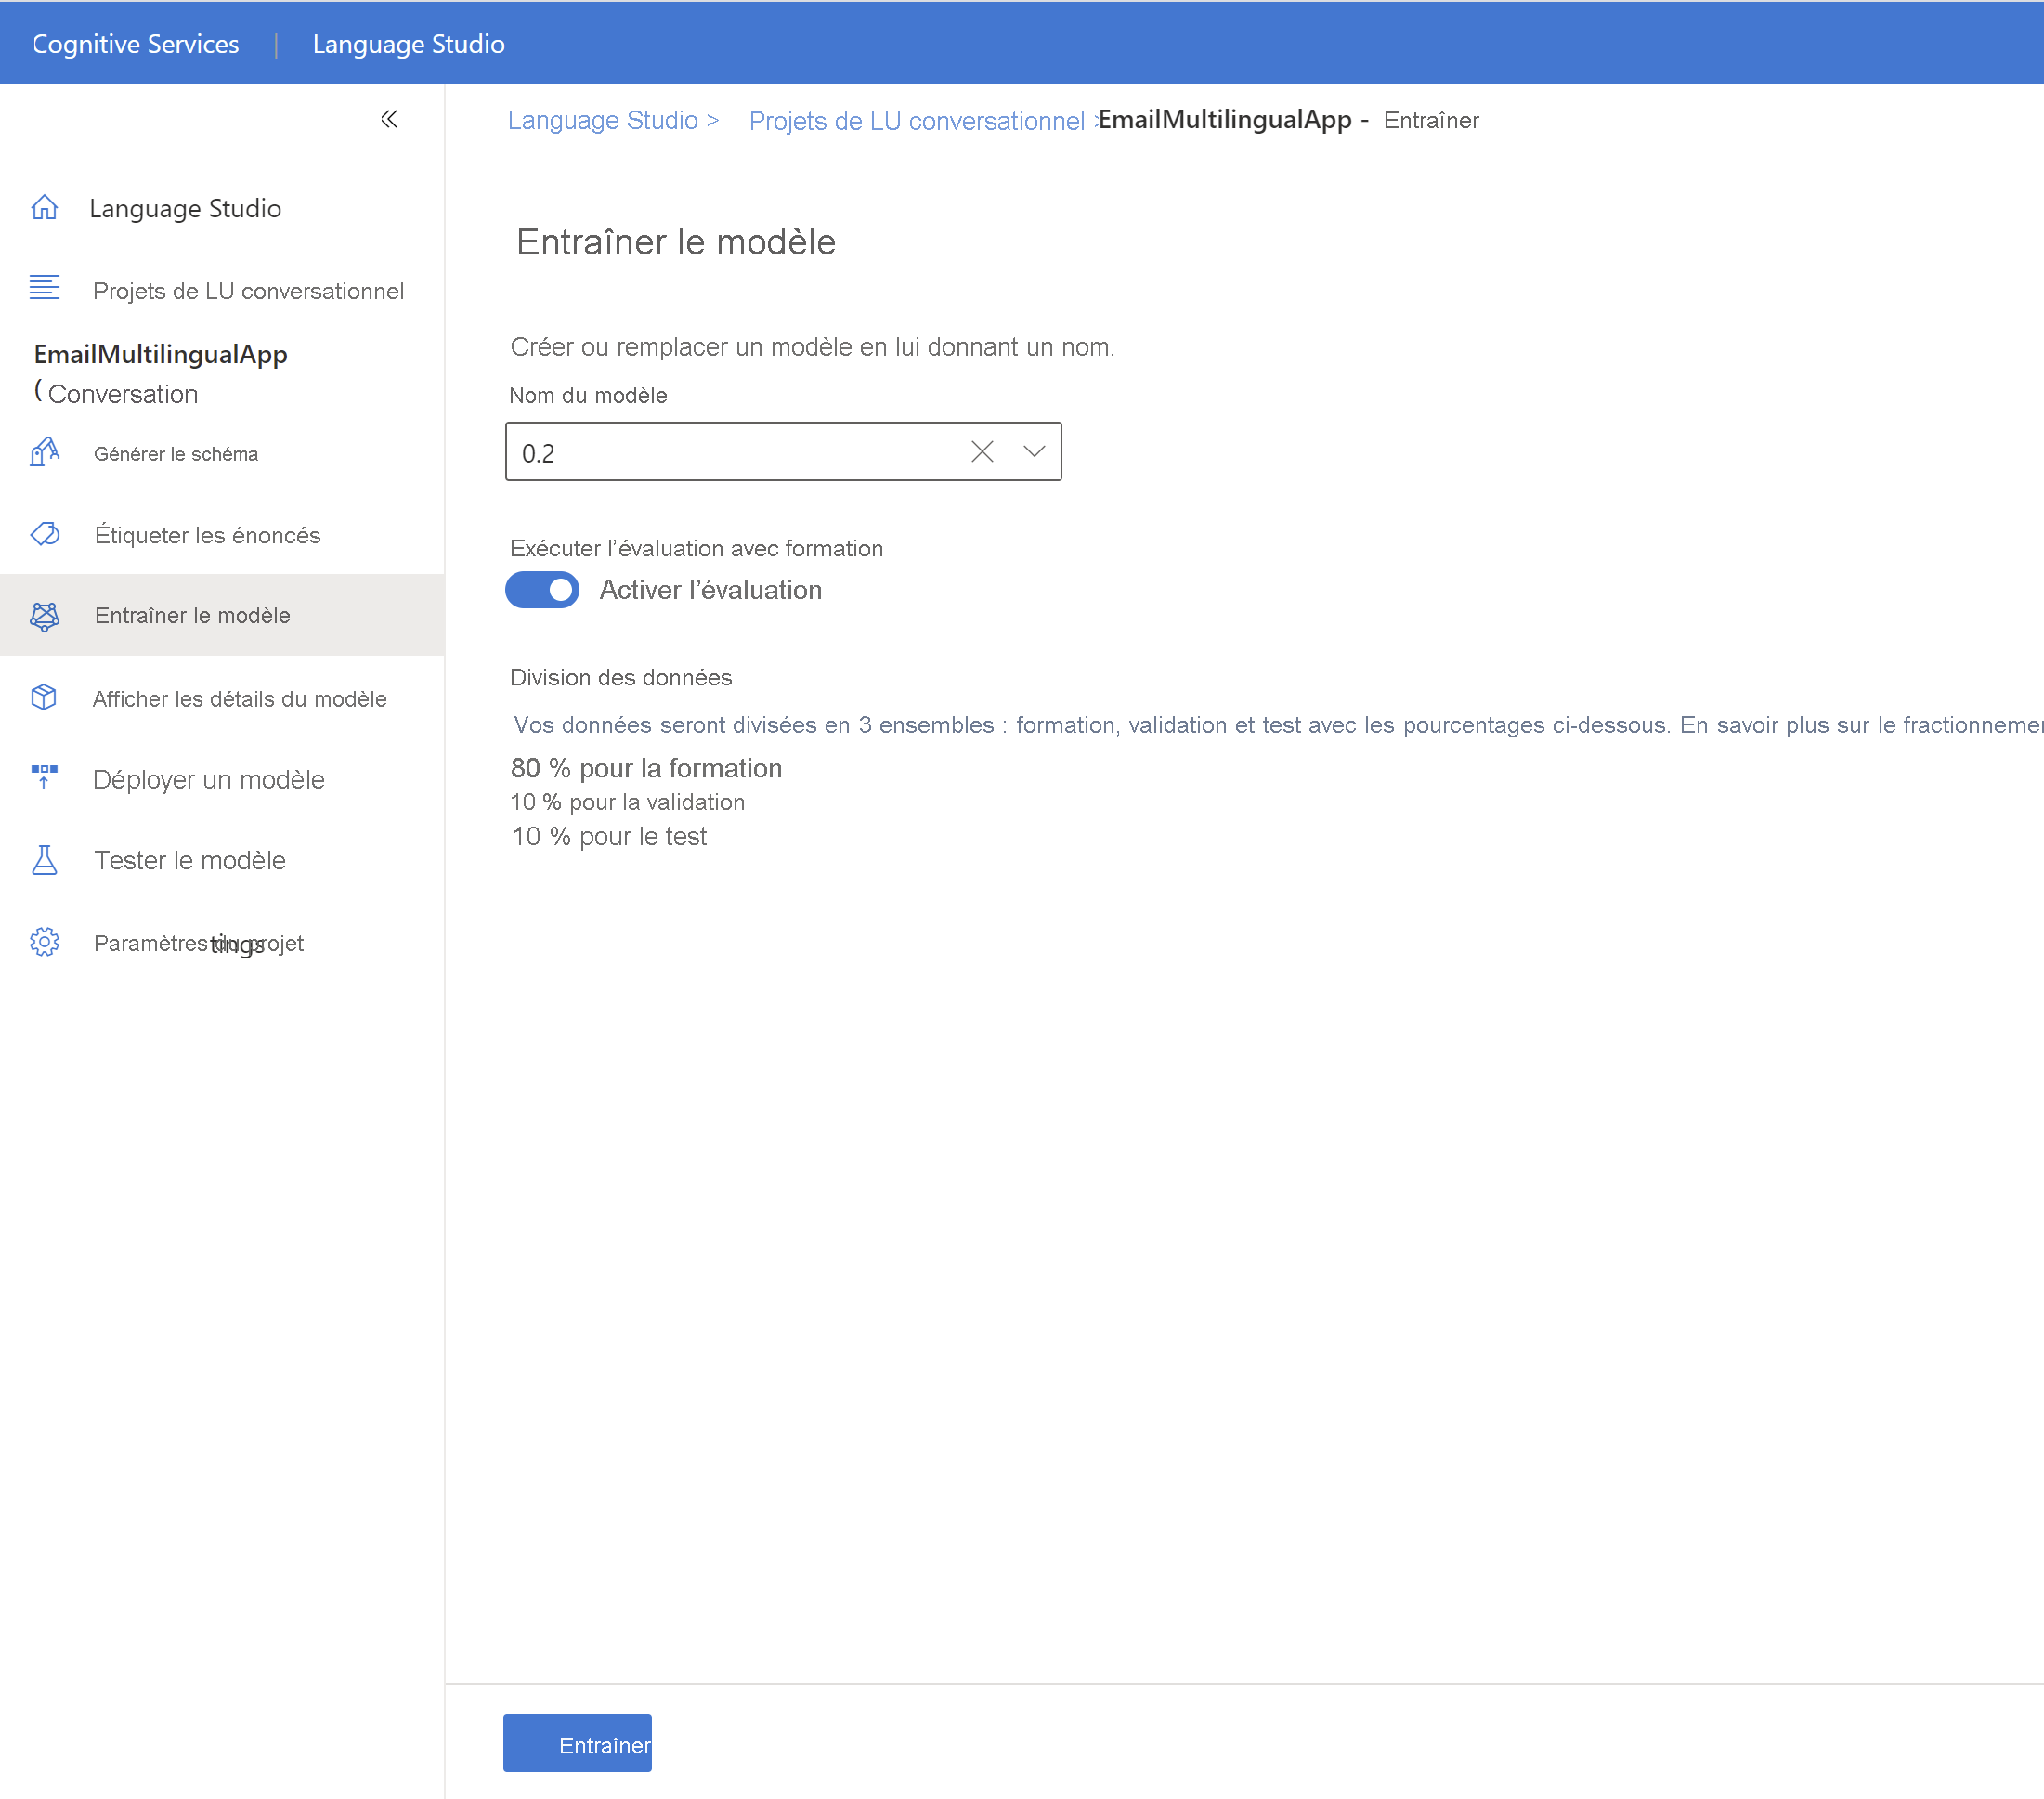 Cognitive Services | Language Studio
Language Studio > Projets de LU conversationnel > EmailMultilingualApp - Entraîner
Language Studio
Projets de LU conversationnel
EmailMultilingualApp
( Conversation
Générer le schéma
Étiqueter les énoncés
Entraîner le modèle
Afficher les détails du modèle
Déployer un modèle
Tester le modèle
Paramètres du projet
tings
Entraîner le modèle
Créer ou remplacer un modèle en lui donnant un nom.
Nom du modèle
0.2
Exécuter l’évaluation avec formation
Activer l’évaluation
Division des données
Vos données seront divisées en 3 ensembles : formation, validation et test avec les pourcentages ci-dessous. En savoir plus sur le fractionneme
80 % pour la formation
10 % pour la validation
10 % pour le test
Entraîner